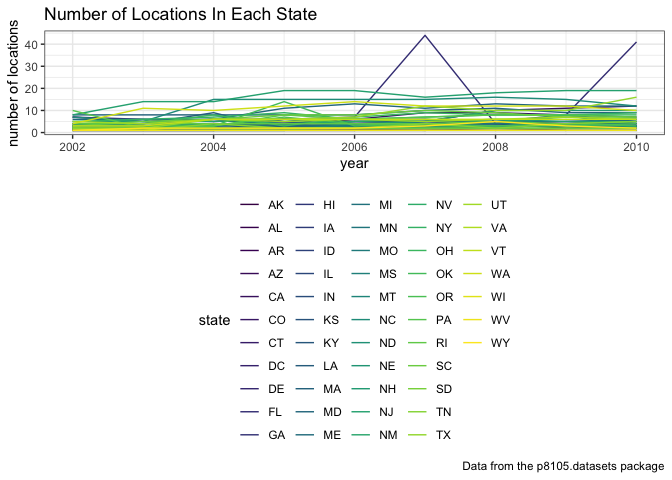 Number of Locations In Each State
number of locations
40
30
20
10
0
2002 2004 2006 2008 2010
year
state
AK HI MI NV UT
AL IA MN NY VA
AR ID MO OH VT
AZ IL MS OK WA
CA IN MT OR WI
CO KS NC PA WV
CT KY ND RI WY
DC LA NE SC
DE MA NH SD
FL MD NJ TN
GA ME NM TX
Data from the p8105.datasets package